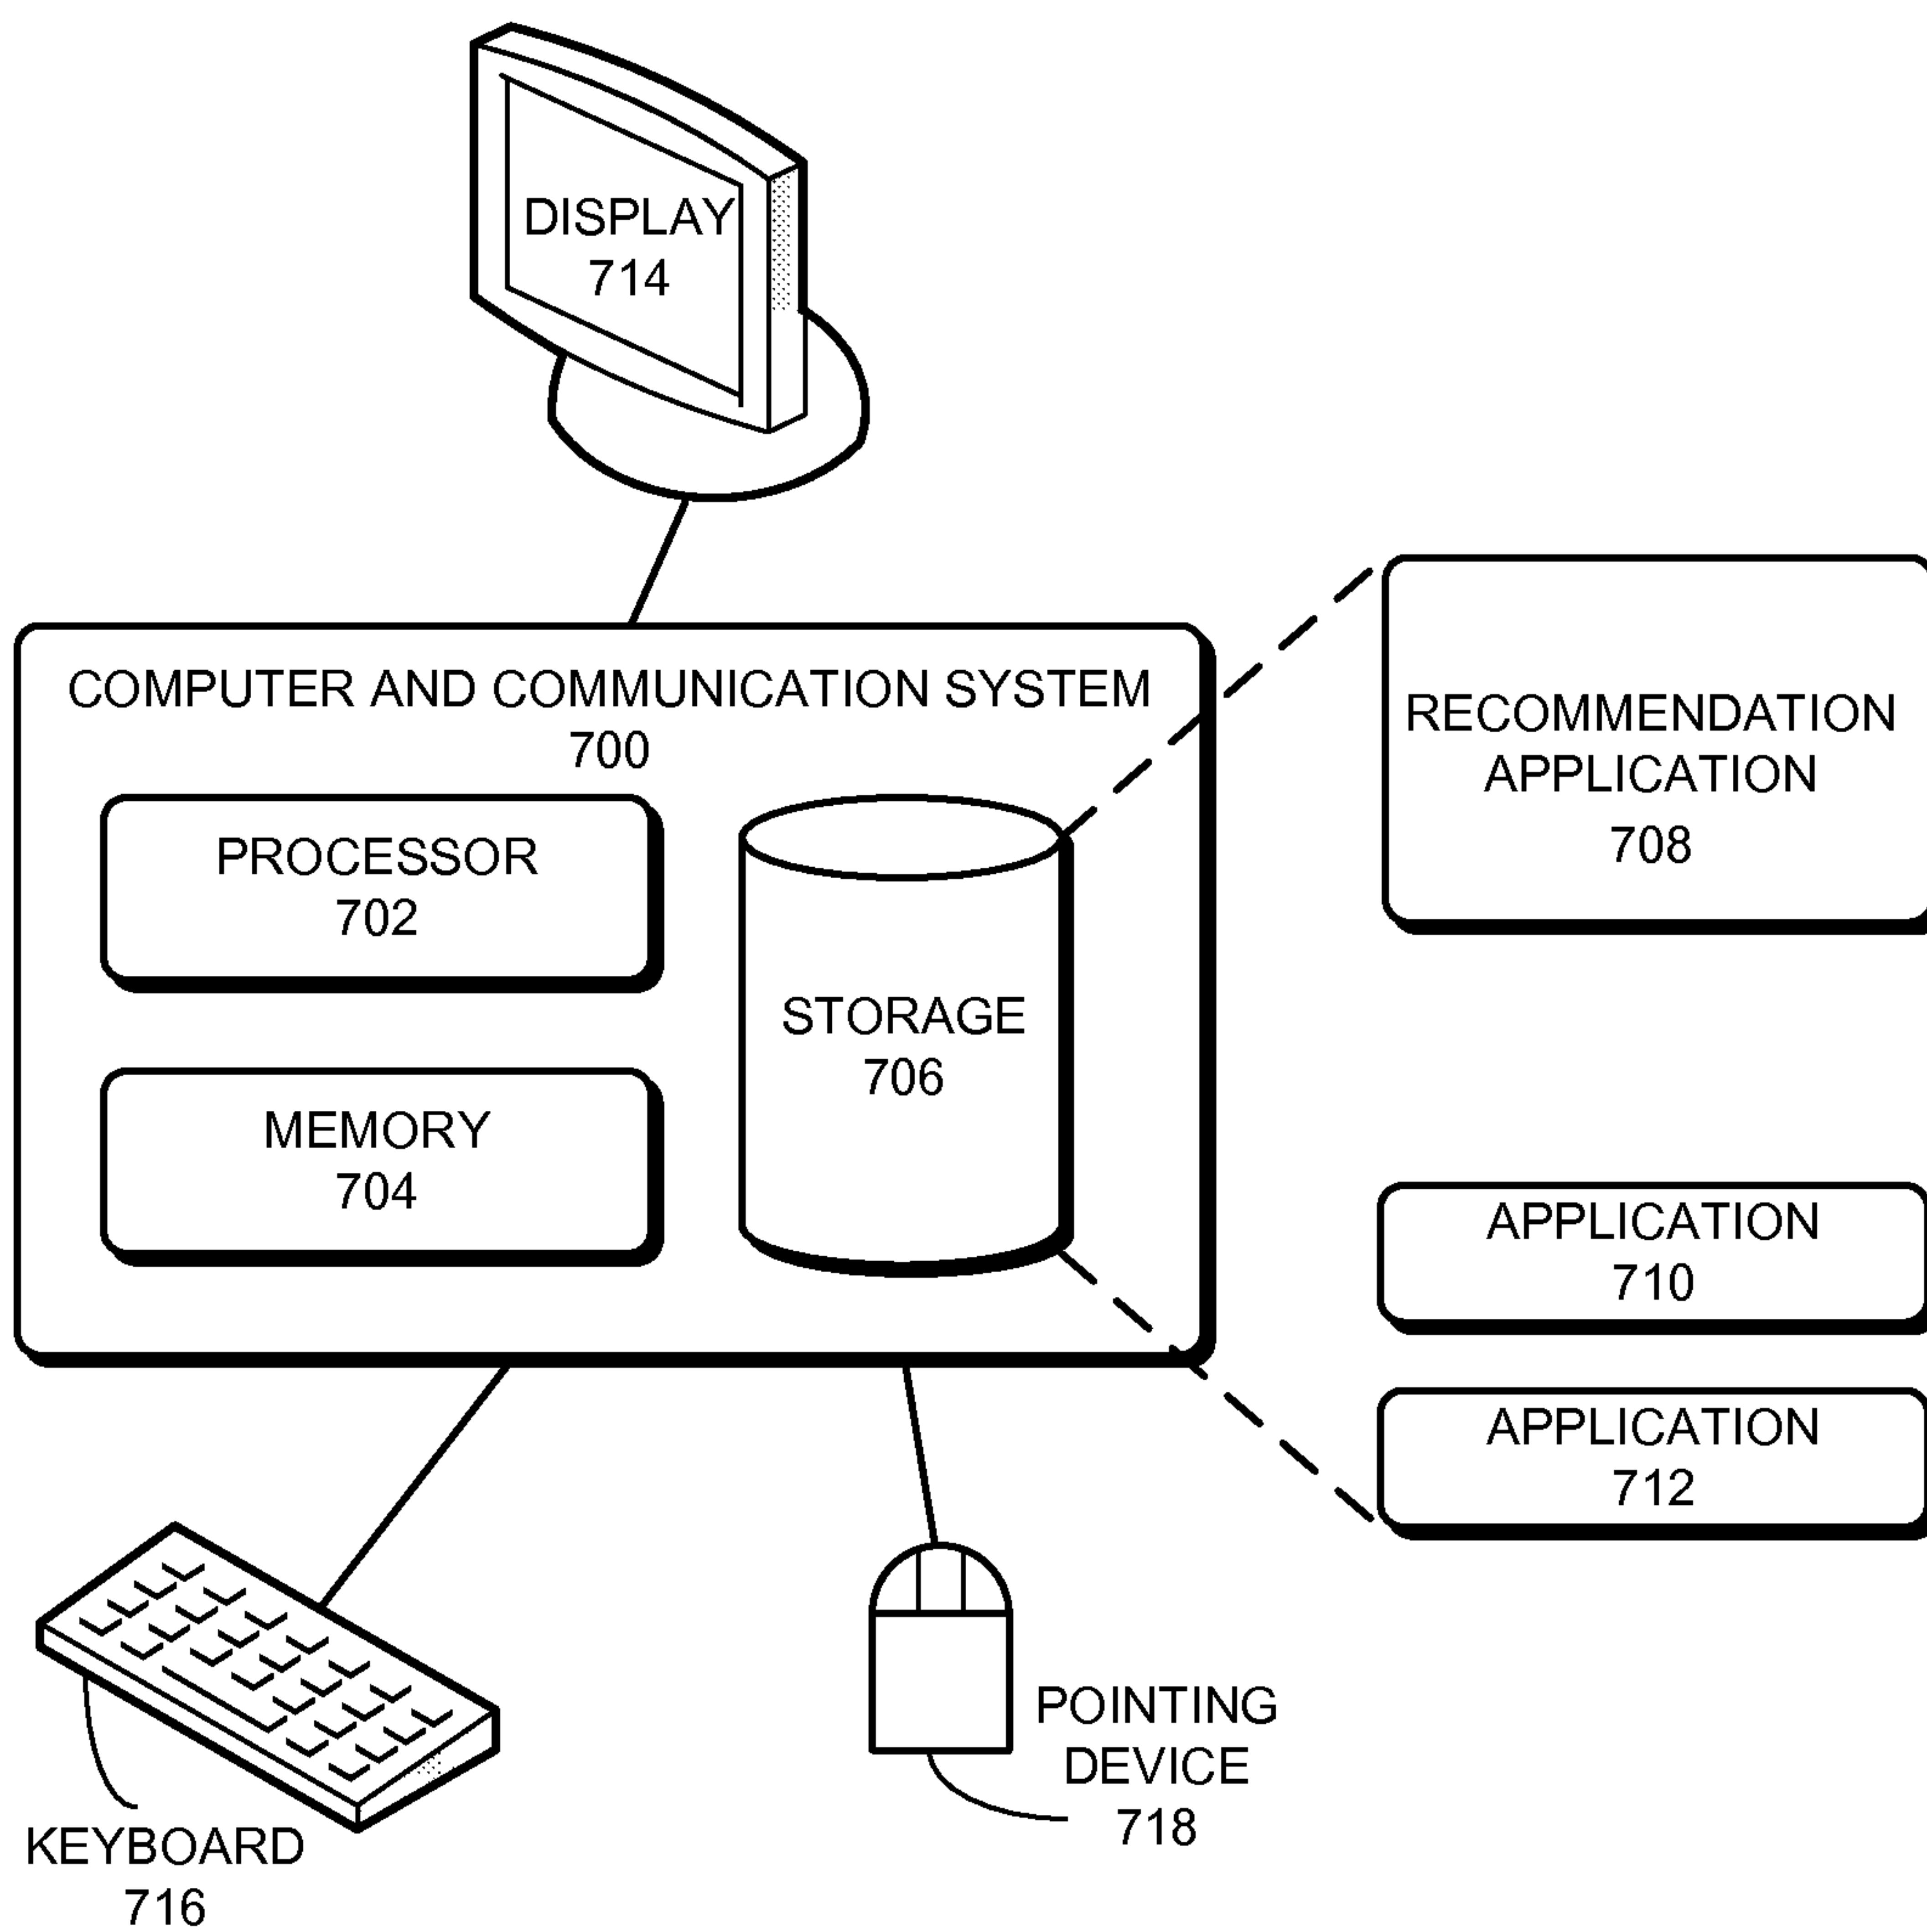 DISPLAY
714
COMPUTER AND COMMUNICATION SYSTEM
700
PROCESSOR
702
MEMORY
704
STORAGE
706
RECOMMENDATION
APPLICATION
708
APPLICATION
710
APPLICATION
712
KEYBOARD
716
POINTING
DEVICE
718